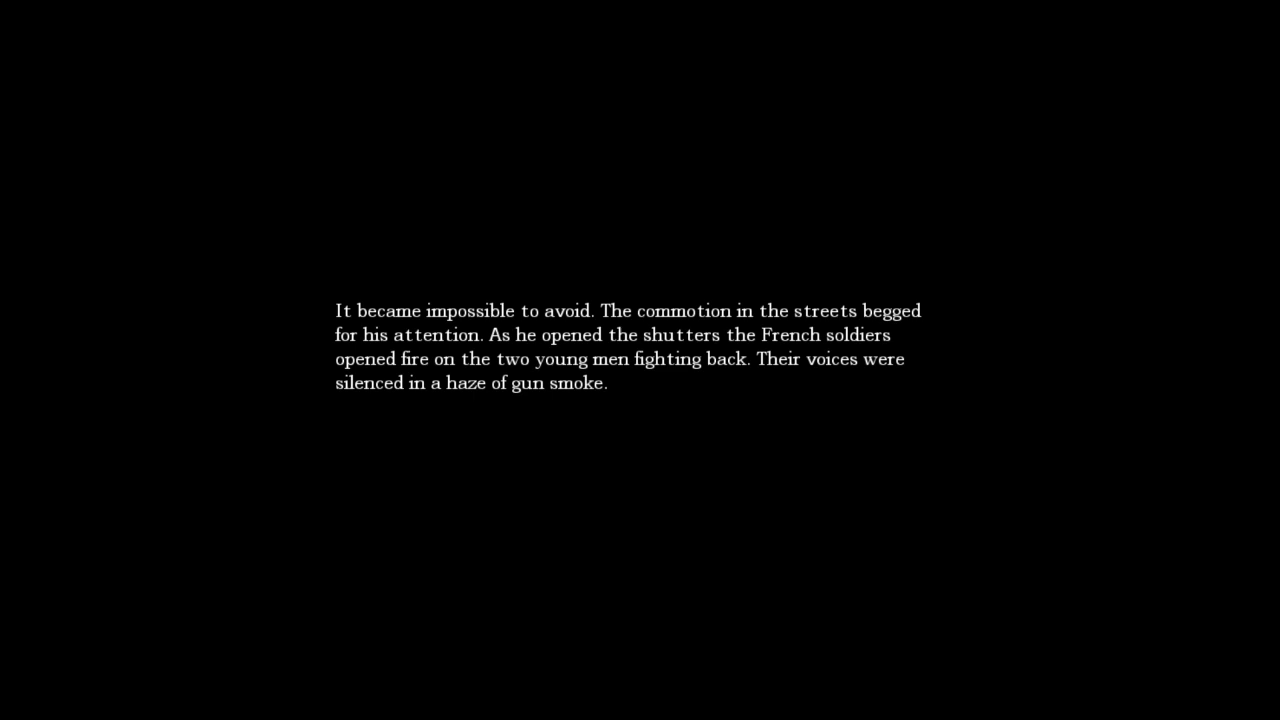 It became impossible to avoid. The commotion in the streets begged
for his attention. As he opened the shutters the French soldiers
opened fire on the two young men fighting back. Their voices were
silenced in a haze of gun smoke.